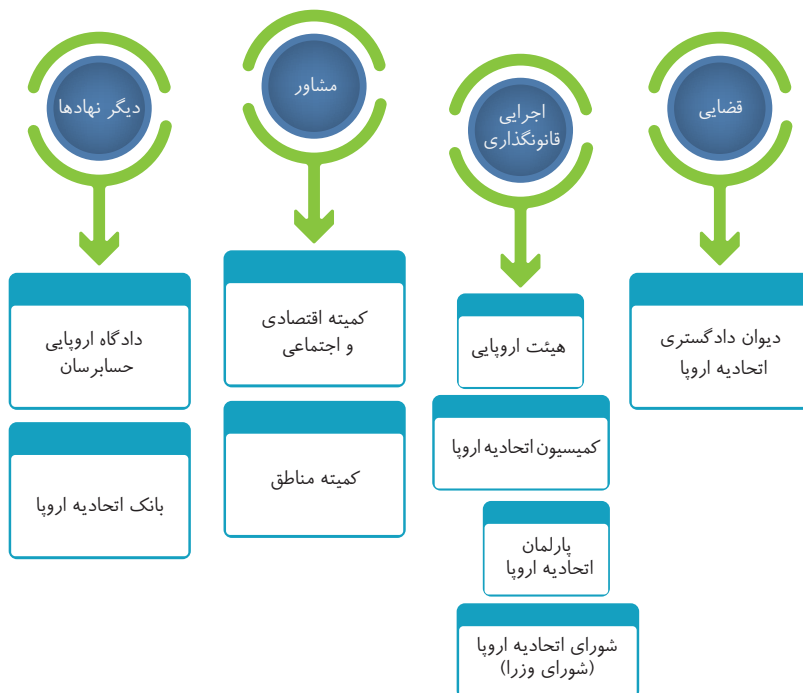 قضایی
دیوان دادگستری
اتحادیه اروپا
اجرایی
قانونگذاری
هیئت اروپایی
کمیسیون اتحادیه اروپا
پارلمان
اتحادیه اروپا
شورای اتحادیه اروپا
(شورای وزرا)
مشاور
کمیته اقتصادی
و اجتماعی
کمیته مناطق
دیگر نهادها
دادگاه اروپایی
حسابرسان
بانک اتحادیه اروپا